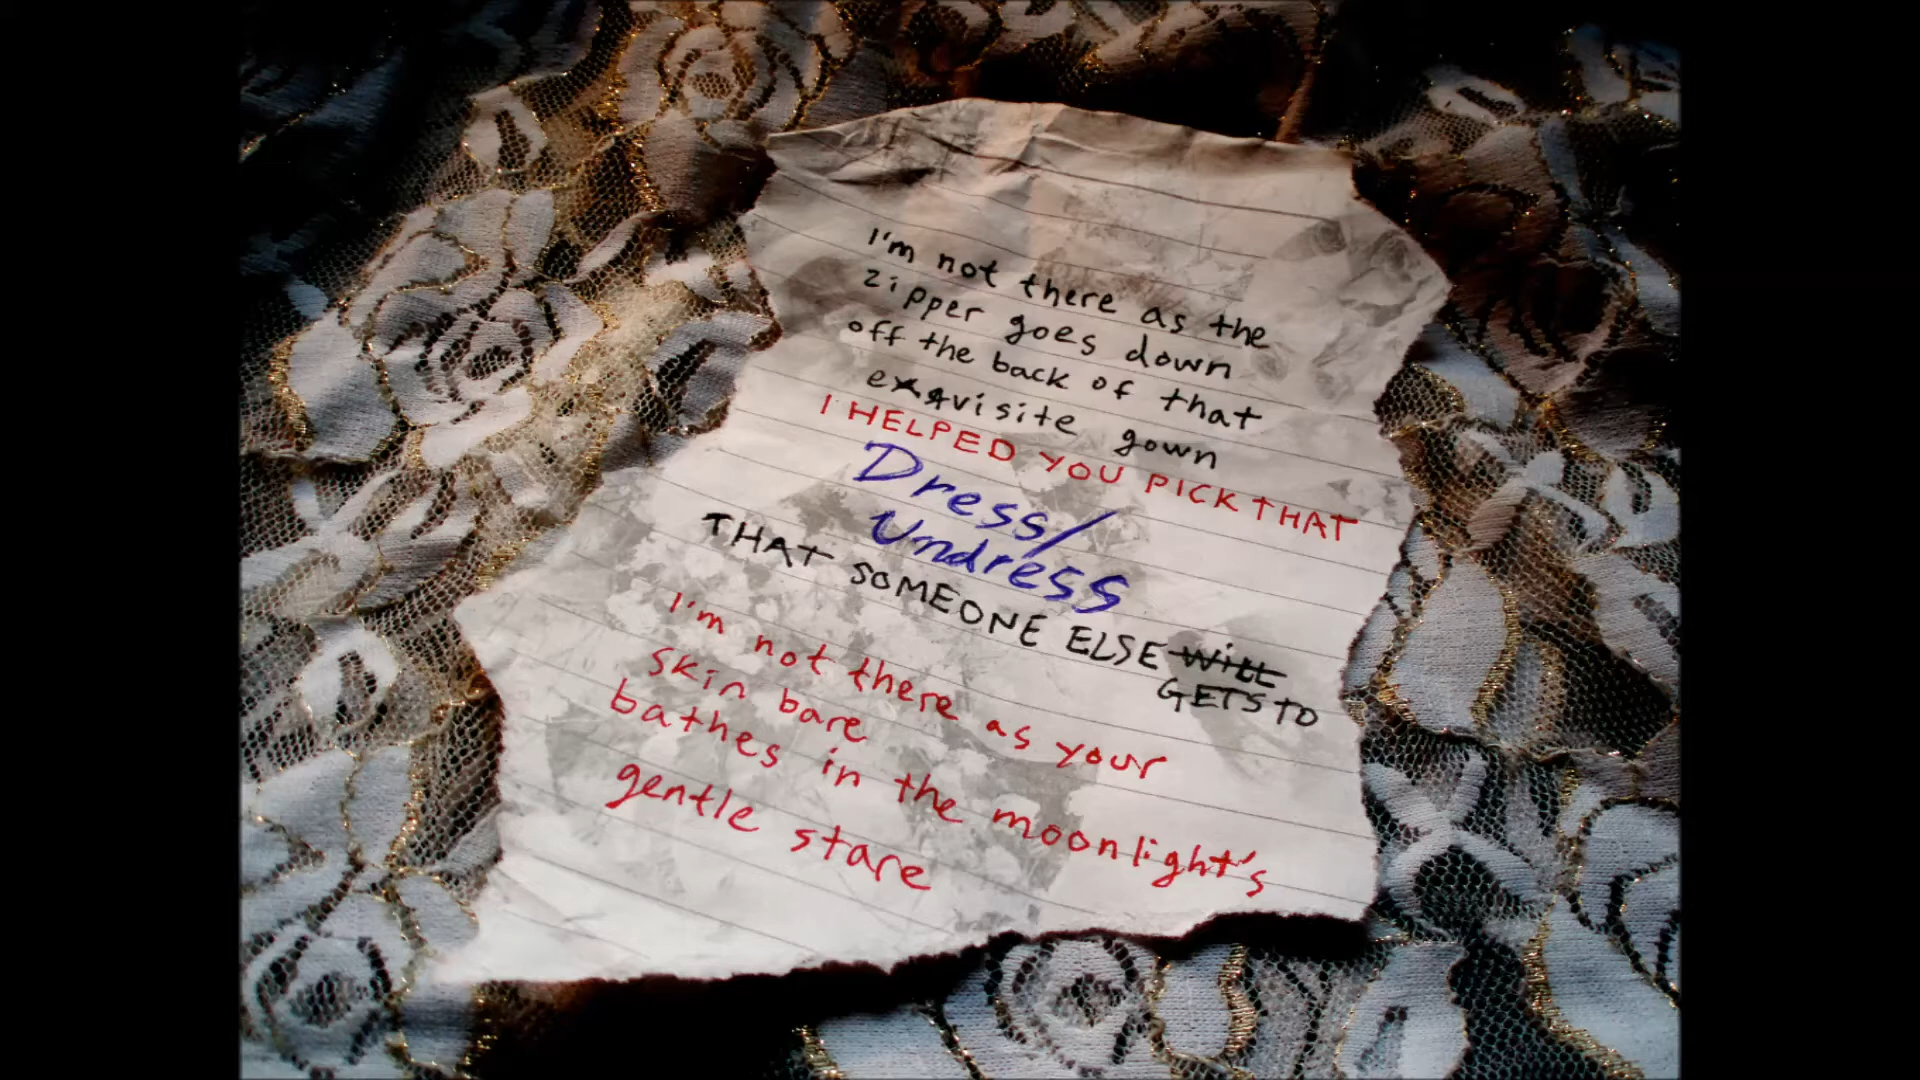 I'm not there as the
zipper goes down
off the back of that
exquisite gown
I HELPED YOU PICK THAT
Dress/
Undress
THAT SOMEONE ELSE will
GETS TO
I'm not there as your
skin bare
bathes in the moonlight's
gentle stare